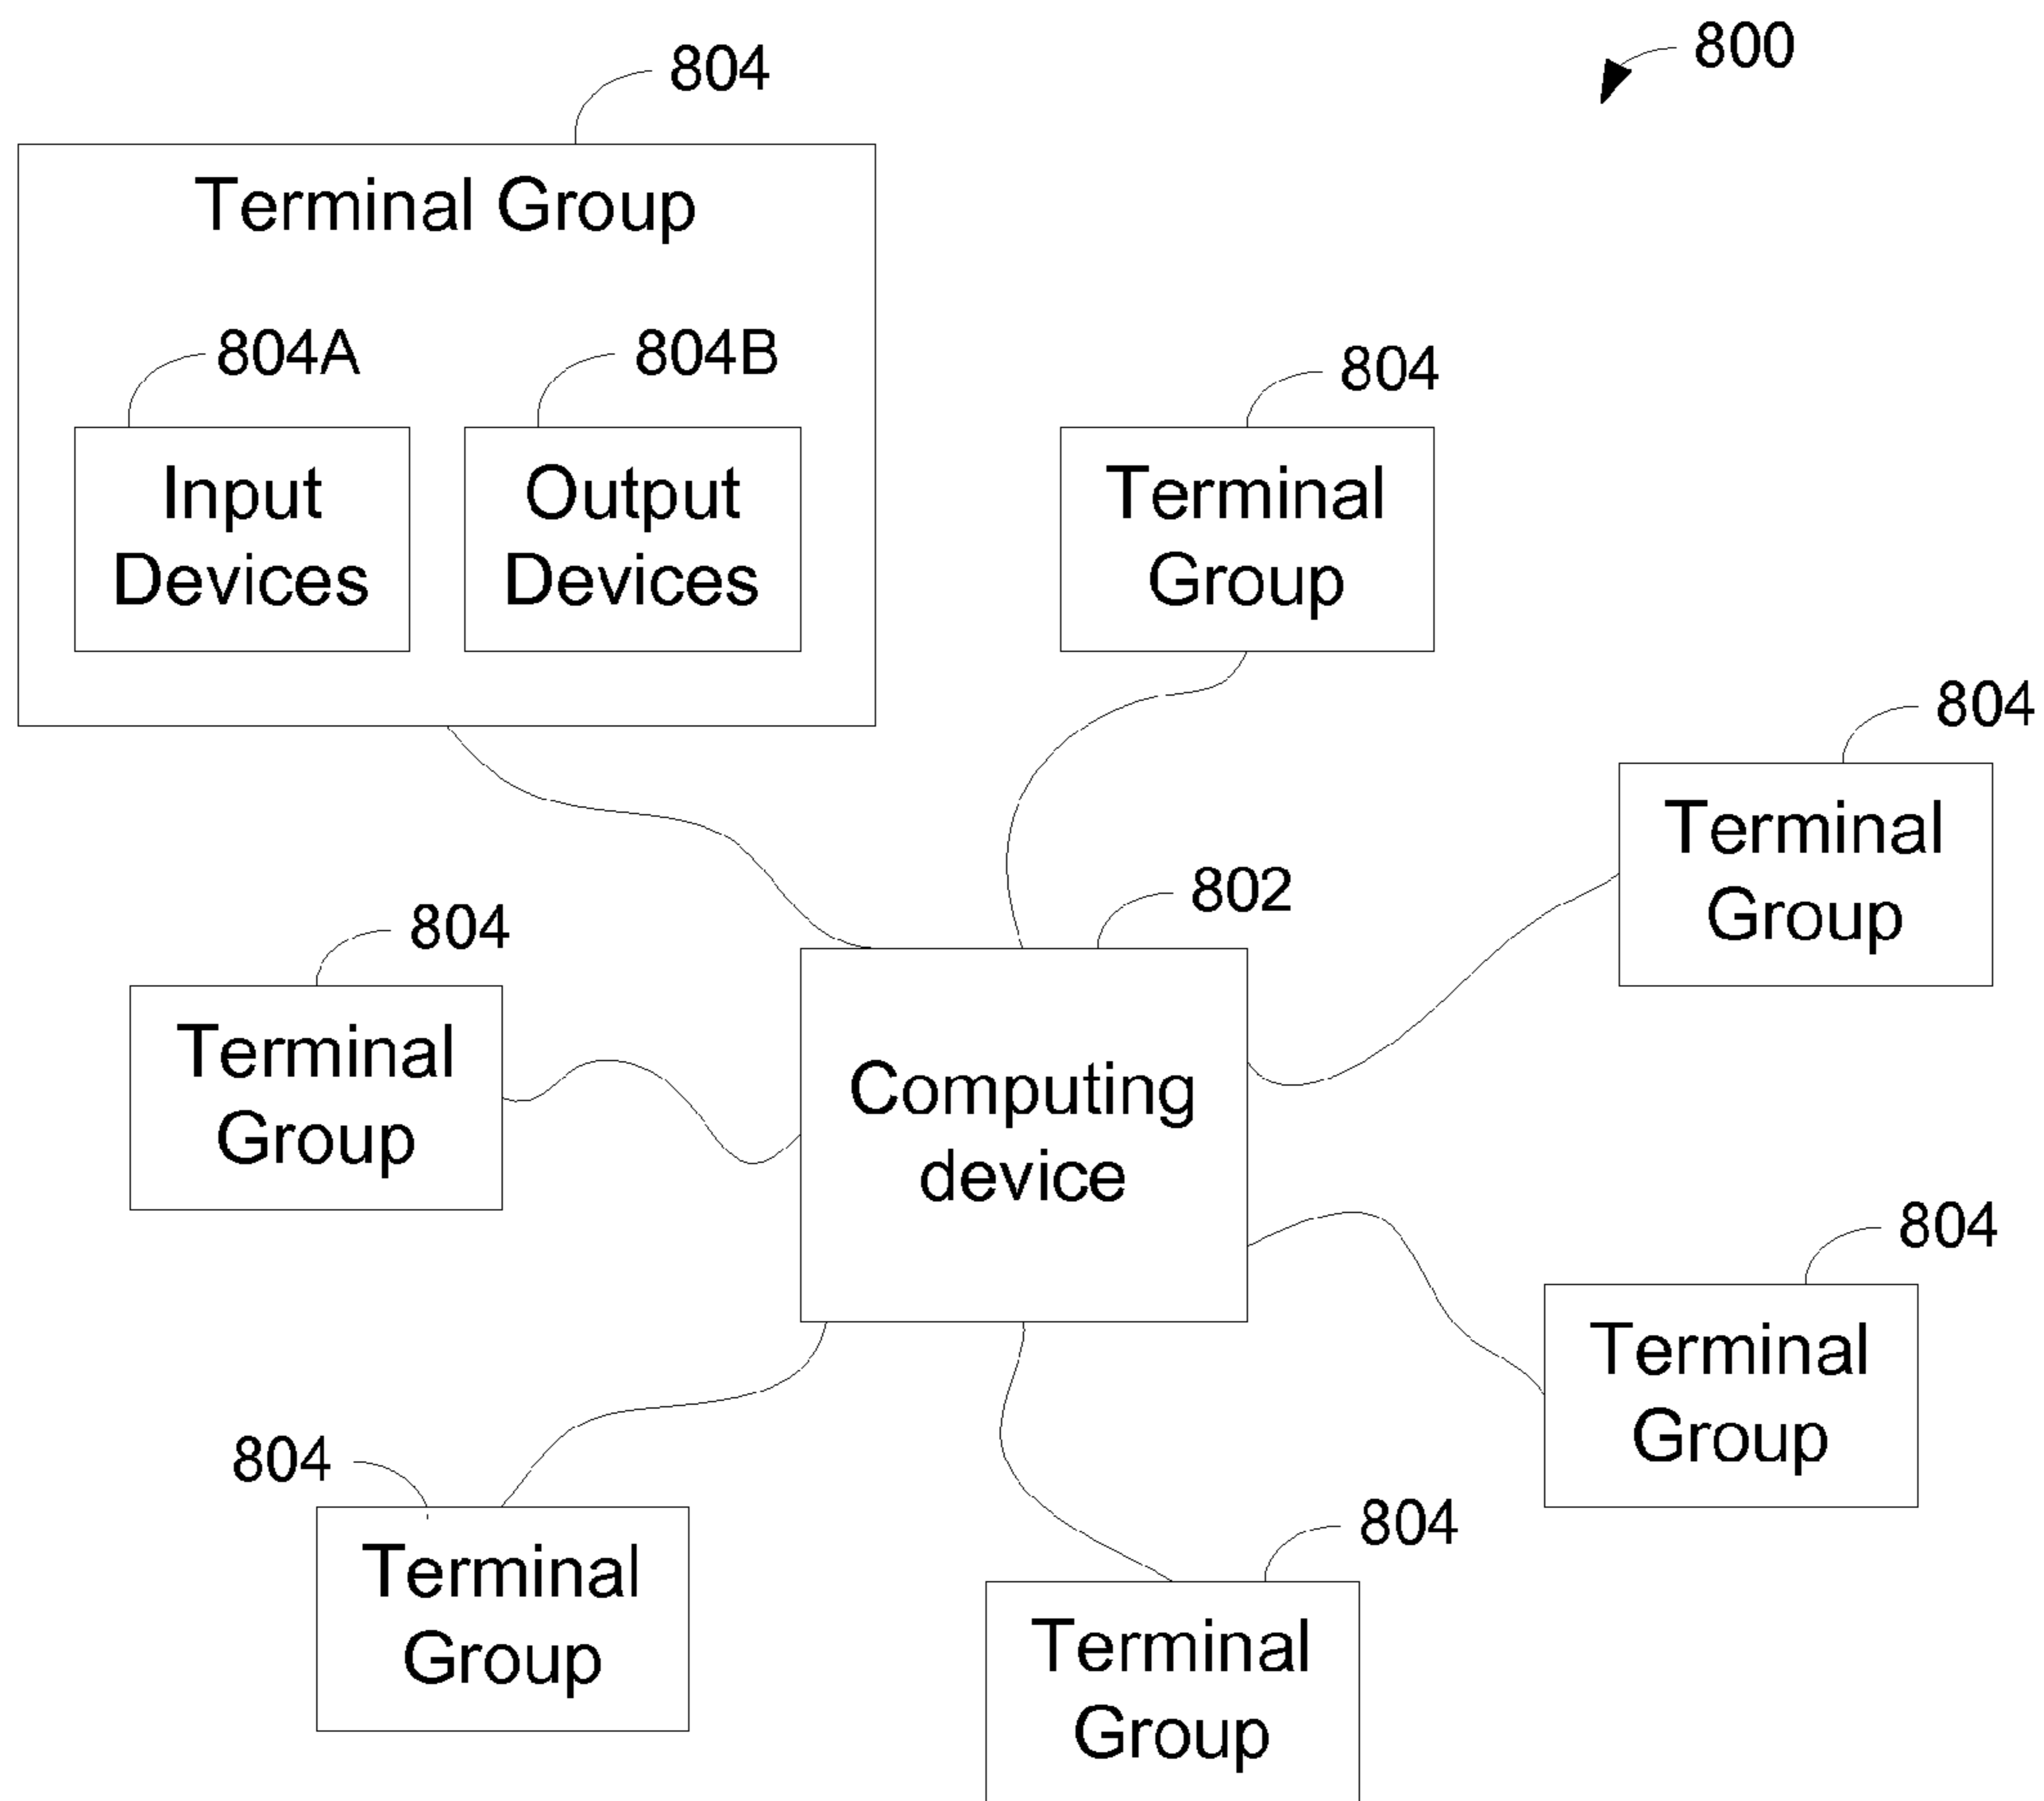 800
804
Terminal Group
804A
804B
Input
Devices
Output
Devices
804
Terminal
Group
804
Terminal
Group
802
Computing
device
804
Terminal
Group
804
Terminal
Group
804
Terminal
Group
804
Terminal
Group